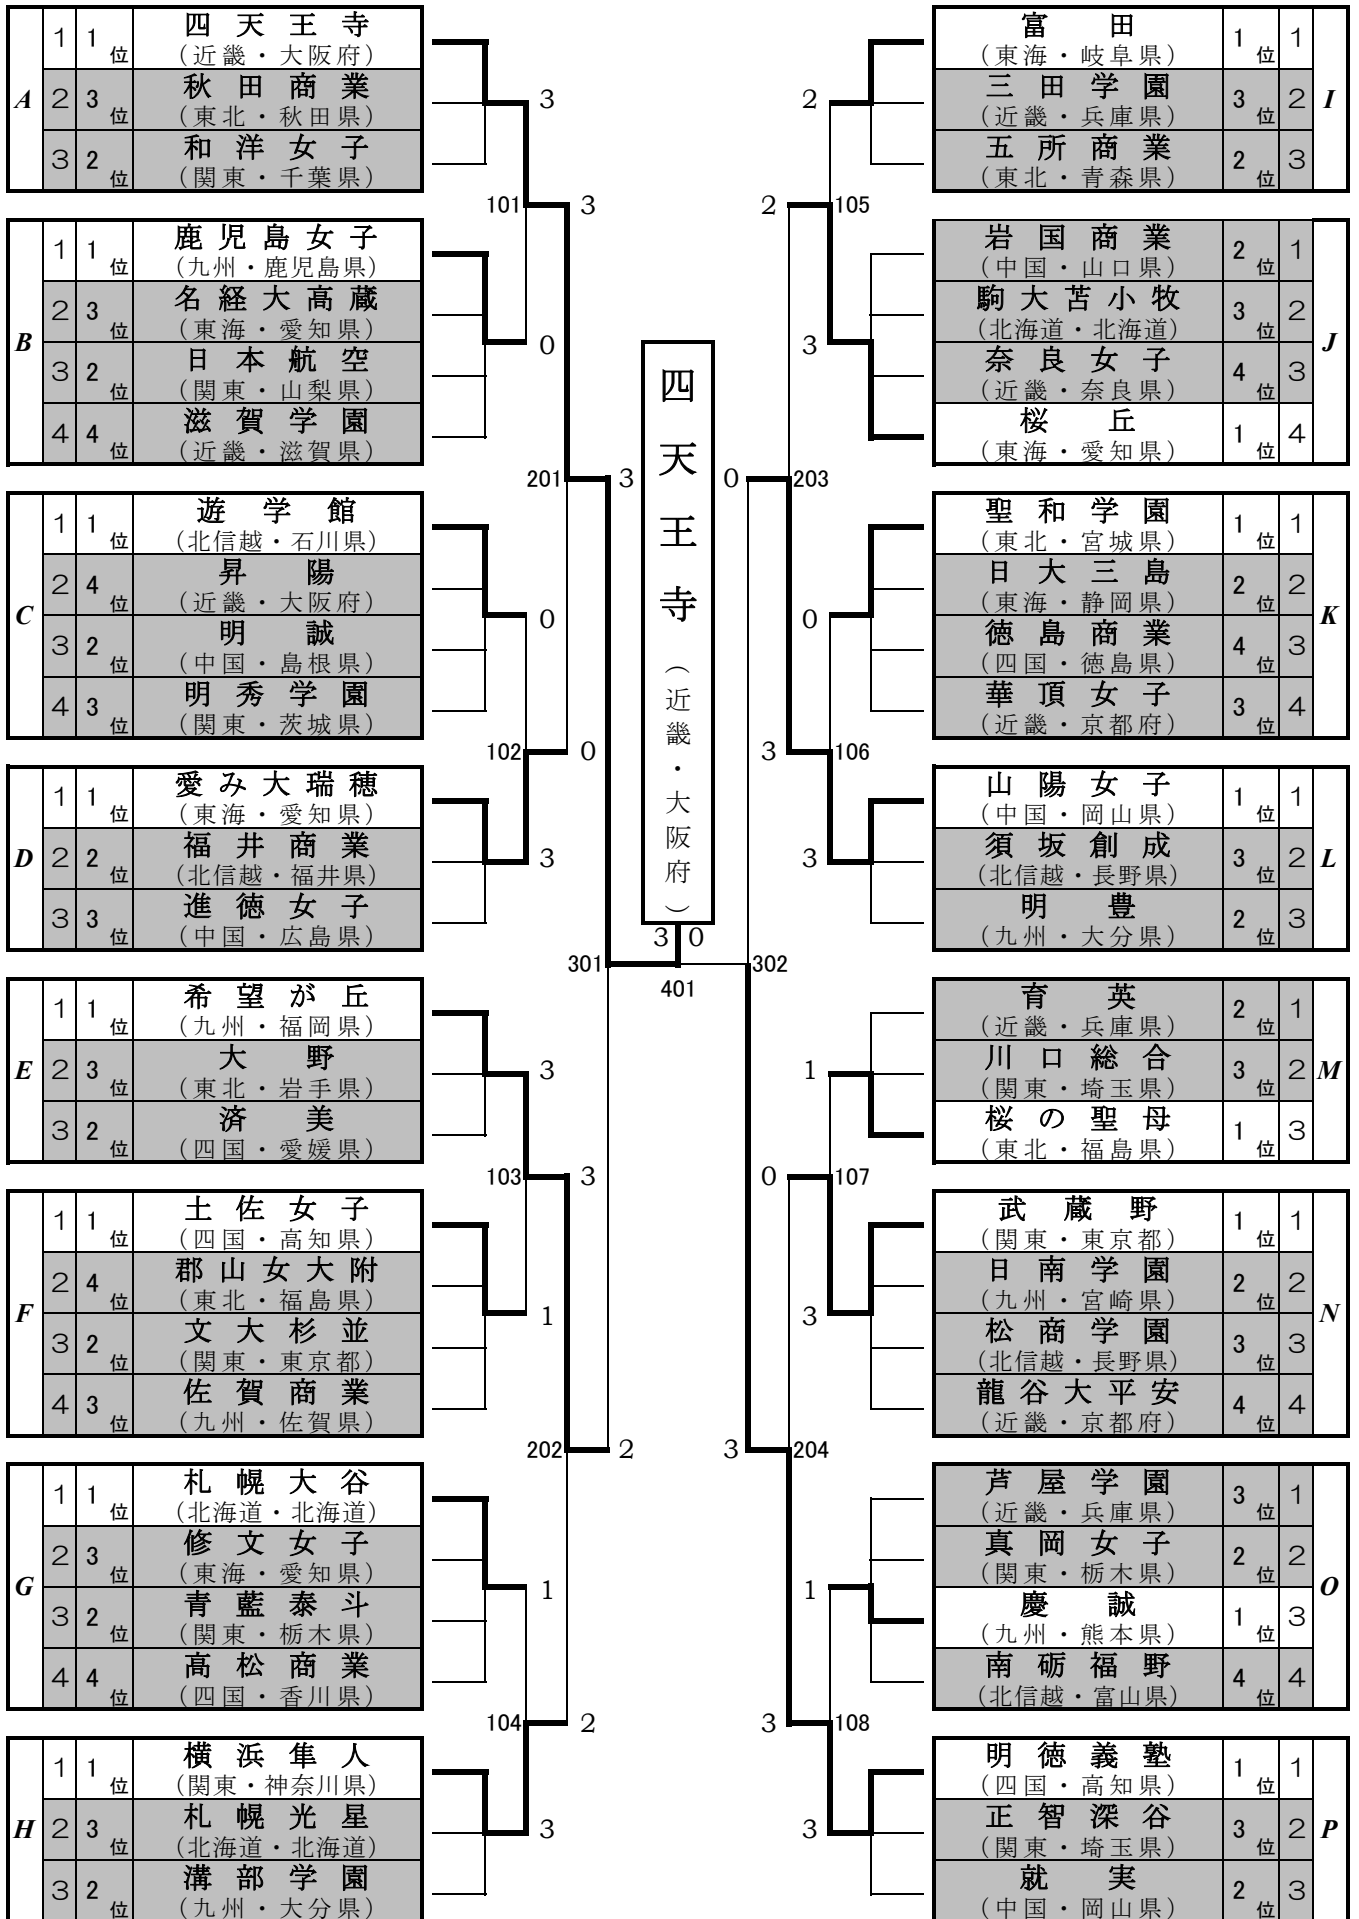 A
1 1位 四天王寺
(近畿・大阪府)
2 3位 秋田商業
(東北・秋田県)
3 2位 和洋女子
(関東・千葉県)
B
1 1位 鹿児島女子
(九州・鹿児島県)
2 3位 名経大高蔵
(東海・愛知県)
3 2位 日本航空
(関東・山梨県)
4 4位 滋賀学園
(近畿・滋賀県)
C
1 1位 遊学館
(北信越・石川県)
2 4位 昇陽
(近畿・大阪府)
3 2位 明誠
(中国・島根県)
4 3位 明秀学園
(関東・茨城県)
D
1 1位 愛み大瑞穂
(東海・愛知県)
2 2位 福井商業
(北信越・福井県)
3 3位 進徳女子
(中国・広島県)
E
1 1位 希望が丘
(九州・福岡県)
2 3位 大野
(東北・岩手県)
3 2位 済美
(四国・愛媛県)
F
1 1位 土佐女子
(四国・高知県)
2 4位 郡山女大附
(東北・福島県)
3 2位 文大杉並
(関東・東京都)
4 3位 佐賀商業
(九州・佐賀県)
G
1 1位 札幌大谷
(北海道・北海道)
2 3位 修文女子
(東海・愛知県)
3 2位 青藍泰斗
(関東・栃木県)
4 4位 高松商業
(四国・香川県)
H
1 1位 横浜隼人
(関東・神奈川県)
2 3位 札幌光星
(北海道・北海道)
3 2位 溝部学園
(九州・大分県)
3
101 3
0
201 3
0
102 0
3
301
3
103 3
1
202 2
1
104 2
3
四天王寺(近畿・大阪府)
3 0
401
2
2 105
3
0 203
0
3 106
3
302
1
0 107
3
3 204
1
3 108
3
富田 1位 1
(東海・岐阜県)
三田学園 3位 2
(近畿・兵庫県)
五所商業 2位 3
(東北・青森県)
I
岩国商業 2位 1
(中国・山口県)
駒大苫小牧 3位 2
(北海道・北海道)
奈良女子 4位 3
(近畿・奈良県)
桜丘 1位 4
(東海・愛知県)
J
聖和学園 1位 1
(東北・宮城県)
日大三島 2位 2
(東海・静岡県)
徳島商業 4位 3
(四国・徳島県)
華頂女子 3位 4
(近畿・京都府)
K
山陽女子 1位 1
(中国・岡山県)
須坂創成 3位 2
(北信越・長野県)
明豊 2位 3
(九州・大分県)
L
育英 2位 1
(近畿・兵庫県)
川口総合 3位 2
(関東・埼玉県)
桜の聖母 1位 3
(東北・福島県)
M
武蔵野 1位 1
(関東・東京都)
日南学園 2位 2
(九州・宮崎県)
松商学園 3位 3
(北信越・長野県)
龍谷大平安 4位 4
(近畿・京都府)
N
芦屋学園 3位 1
(近畿・兵庫県)
真岡女子 2位 2
(関東・栃木県)
慶誠 1位 3
(九州・熊本県)
南砺福野 4位 4
(北信越・富山県)
O
明徳義塾 1位 1
(四国・高知県)
正智深谷 3位 2
(関東・埼玉県)
就実 2位 3
(中国・岡山県)
P